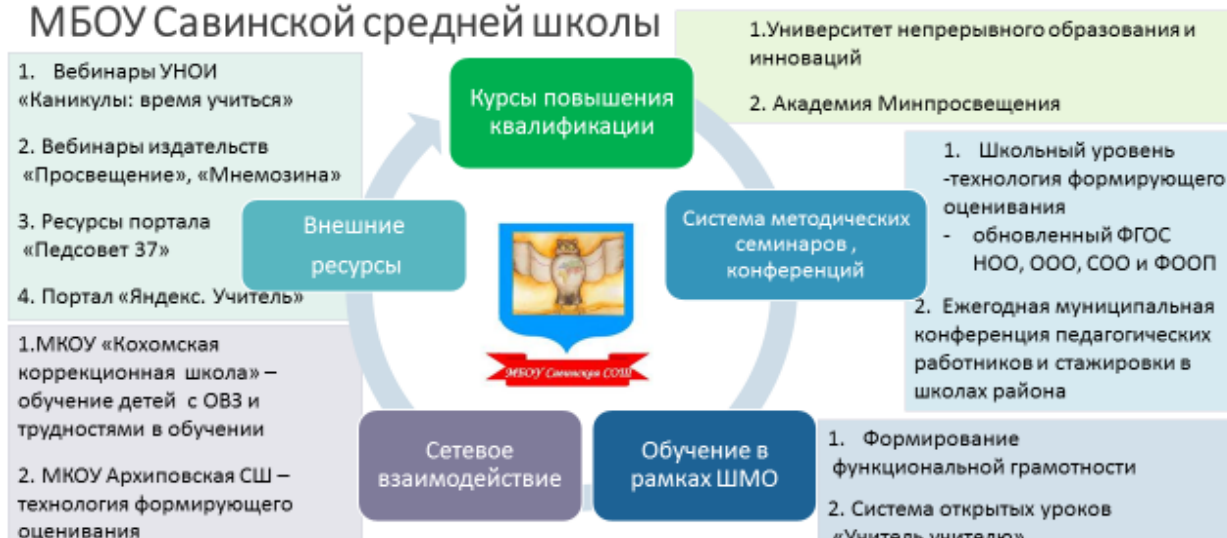 МБОУ Савинской средней школы
1.Университет непрерывного образования и
инноваций
2. Академия Минпросвещения
1. Вебинары УНОИ
«Каникулы: время учиться»
2. Вебинары издательств
«Просвещение», «Мнемозина»
3. Ресурсы портала
«Педсовет 37»
4. Портал «Яндекс. Учитель»
Курсы повышения
квалификации
1. Школьный уровень
-технология формирующего
оценивания
- обновленный ФГОС
НОО, ООО, СОО и ФООП
2. Ежегодная муниципальная
конференция педагогических
работников и стажировки в
школах района
Внешние
ресурсы
Система методических
семинаров ,
конференций
МБОУ Савинская СОШ
1.МКОУ «Кохомская
коррекционная школа» –
обучение детей с ОВЗ и
трудностями в обучении
2. МКОУ Архиповская СШ –
технология формирующего
оценивания
Сетевое
взаимодействие
Обучение в
рамках ШМО
1. Формирование
функциональной грамотности
2. Система открытых уроков
«Учитель учителю»